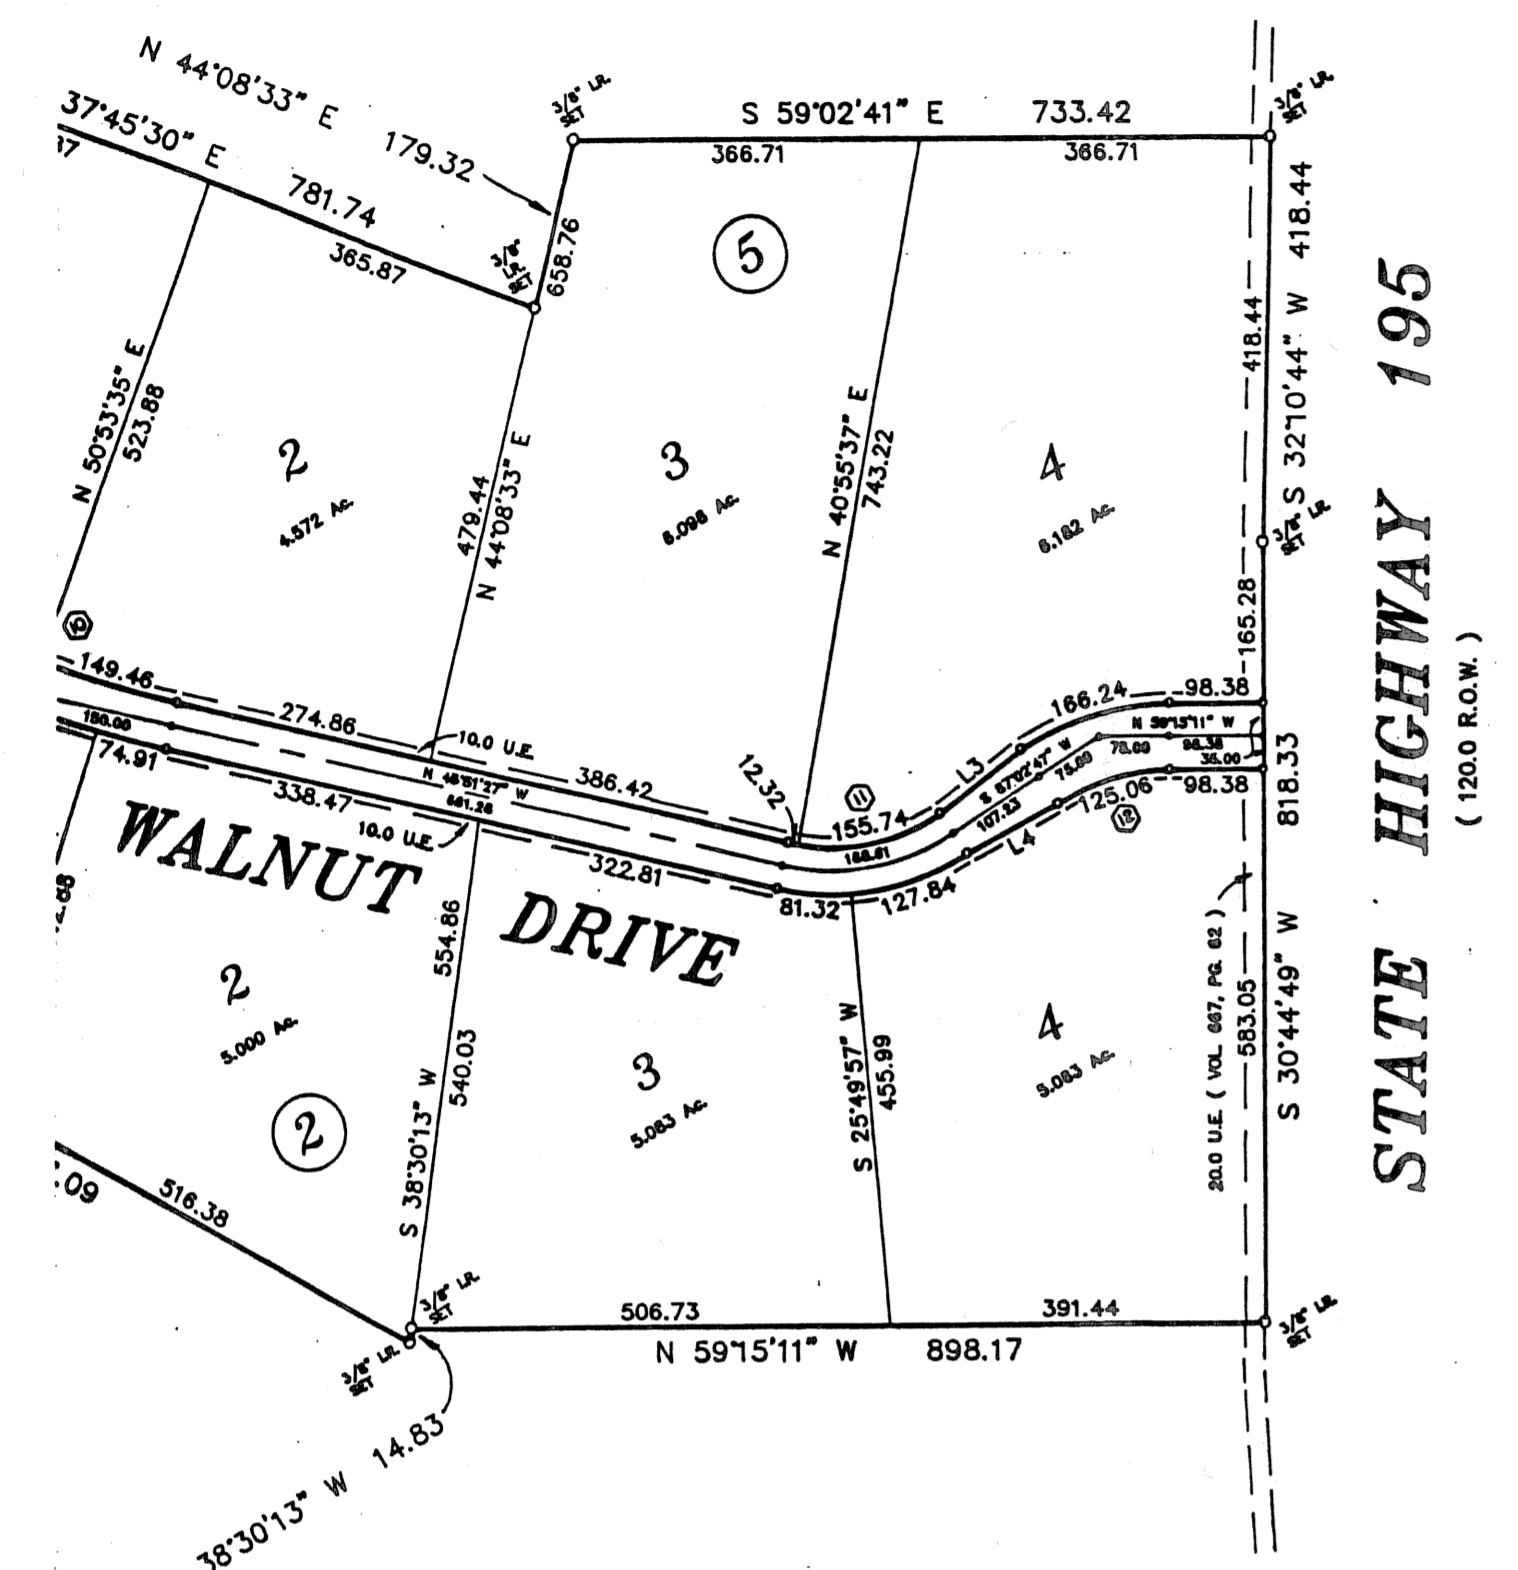 N 44°08'33" E 179.32
37°45'30" E 781.74
37
365.87
3/8" I.R.
SET
S 59°02'41" E 733.42
366.71
366.71
3/8" I.R.
SET
658.76
3/8"
I.R.
SET
5
S 32°10'44" W 418.44
418.44
N 50°53'35" E
523.88
2
4.572 Ac.
479.44
N 44°08'33" E
3
6.098 Ac.
N 40°55'37" E
743.22
4
6.182 Ac.
3/8" I.R.
SET
165.28
STATE HIGHWAY 195
( 120.0 R.O.W. )
10
149.46
150.00
74.91
274.86
10.0 U.E.
N 48°51'27" W
661.28
338.47
10.0 U.E.
386.42
322.81
12.32
11
155.74
81.32
127.84
L3
S 87°02'47" W
107.23
75.00
L4
166.24
98.38
N 59°15'11" W
75.00
98.38
36.00
125.06
98.38
12
818.33
WALNUT DRIVE
2
5.000 Ac.
2
554.86
540.03
S 38°30'13" W
3
5.083 Ac.
S 25°49'57" W
455.99
4
5.083 Ac.
20.0 U.E. ( VOL. 667, PG. 62 )
583.05
S 30°44'49" W
.09
516.38
3/8" I.R.
SET
506.73
391.44
N 59°15'11" W 898.17
3/8" I.R.
SET
3/8" I.R.
SET
38°30'13" W 14.83